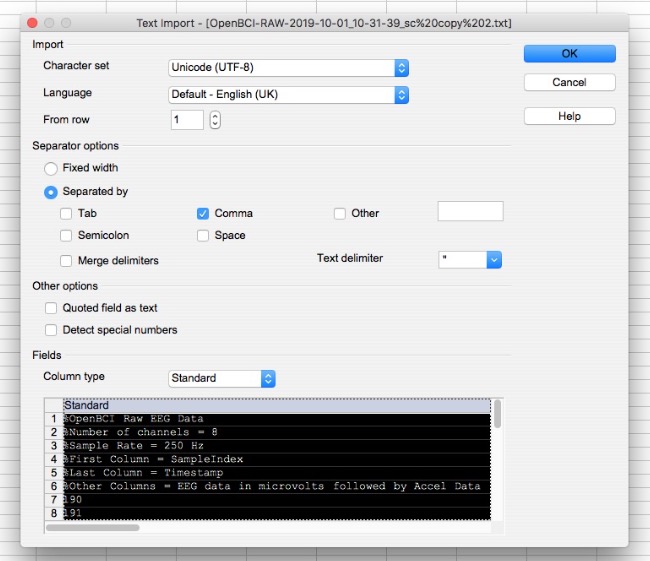 Text Import - [OpenBCI-RAW-2019-10-01_10-31-39_sc%20copy%202.txt]
Import
OK
Character set
Unicode (UTF-8)
Cancel
Language
Default - English (UK)
From row
1
Help
Separator options
Fixed width
Separated by
Tab
Comma
Other
Semicolon
Space
Merge delimiters
Text delimiter
"
Other options
Quoted field as text
Detect special numbers
Fields
Column type
Standard
Standard
1 %OpenBCI Raw EEG Data
2 %Number of channels = 8
3 %Sample Rate = 250 Hz
4 %First Column = SampleIndex
5 %Last Column = Timestamp
6 %Other Columns = EEG data in microvolts followed by Accel Data
7 190
8 191